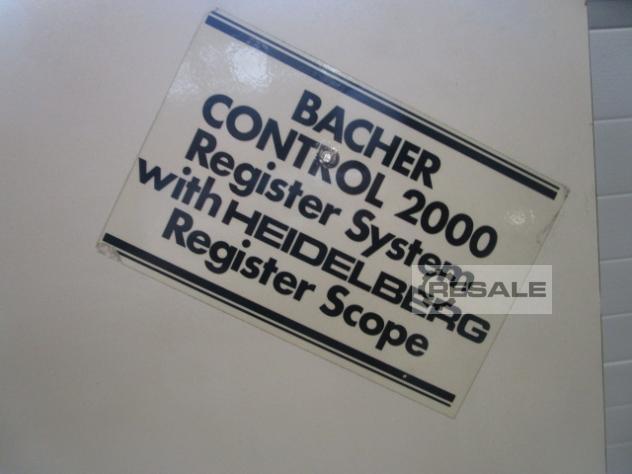 BACHER
CONTROL 2000
Register System
with HEIDELBERG
Register Scope
RESALE